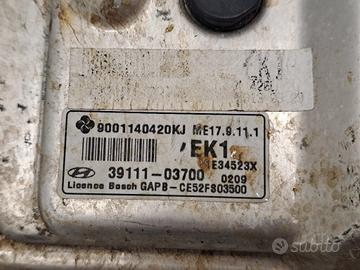 9001140420KJ ME17.9.11.1
'EK1
E34523X
39111-03700 0209
Licence Bosch GAPB-CE52F803500
subito